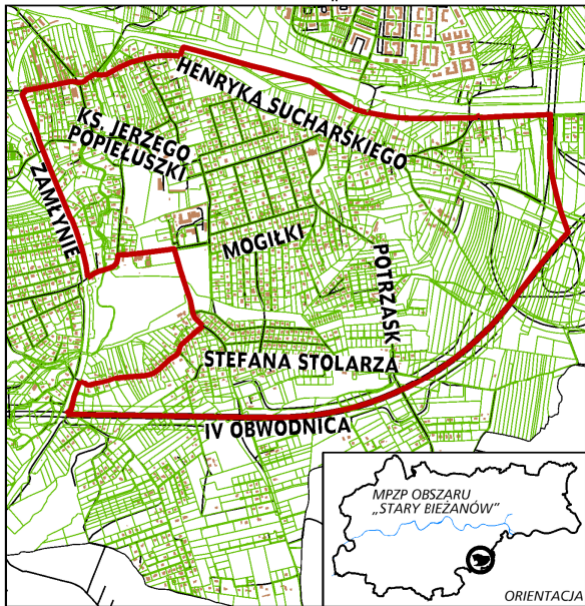 HENRYKA SUCHARSKIEGO
KS. JERZEGO
POPIEŁUSZKI
ZAMŁYNIE
MOGIŁKI
POTRZASK
STEFANA STOLARZA
IV OBWODNICA
MPZP OBSZARU
„STARY BIEŻANÓW”
ORIENTACJA